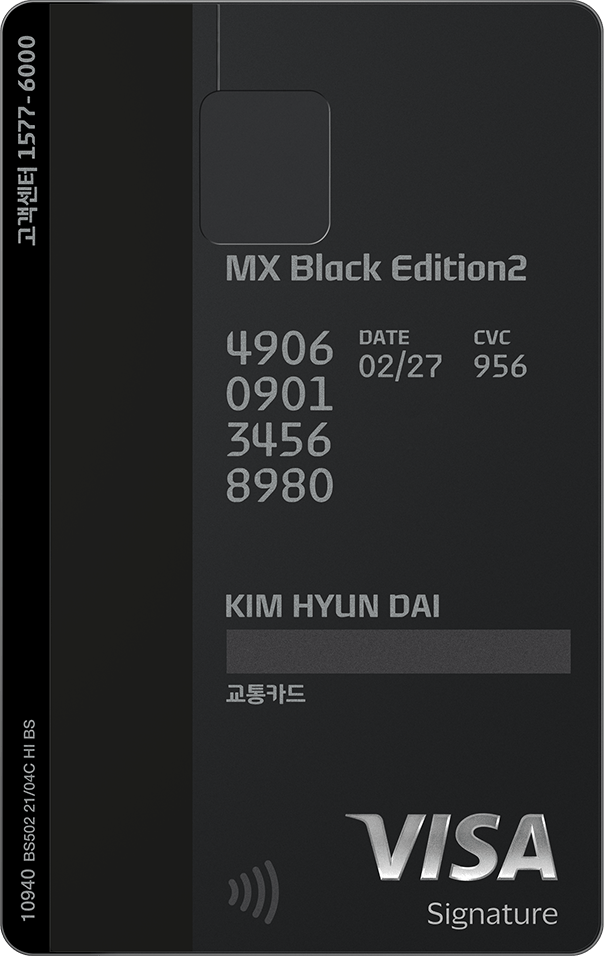 고객센터 1577-6000
MX Black Edition2
4906 DATE CVC
02/27 956
0901
3456
8980
KIM HYUN DAI
교통카드
10940 BS502 21/04C HI BS
VISA
Signature